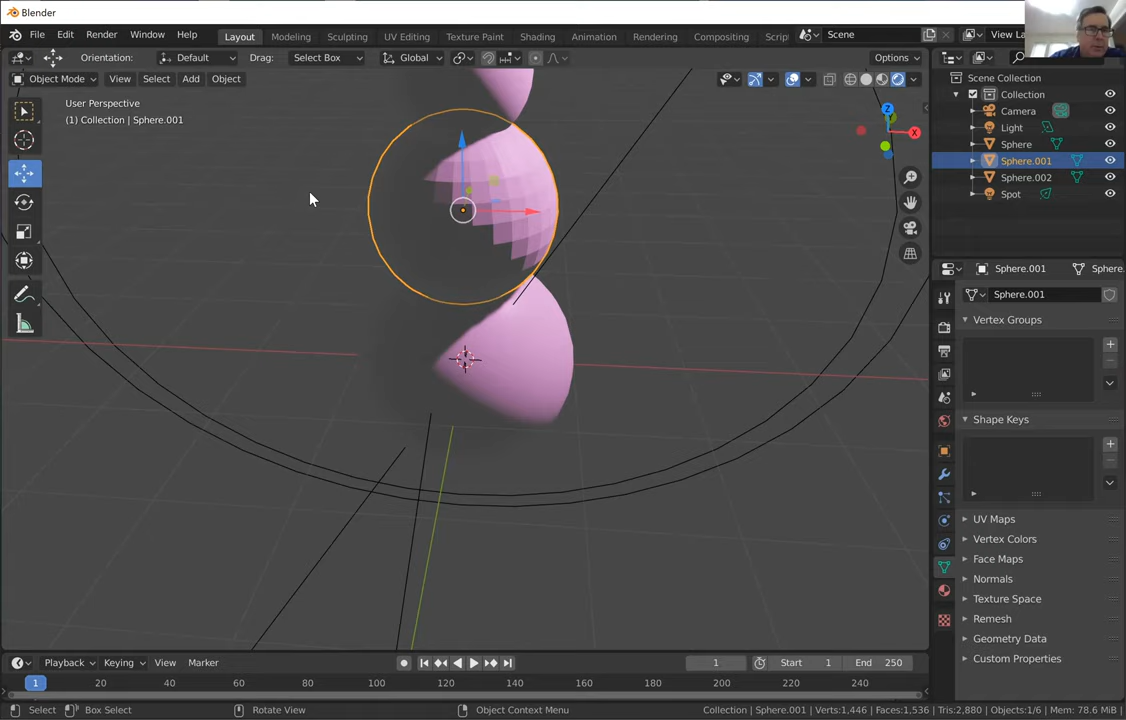 Blender
File Edit Render Window Help Layout Modeling Sculpting UV Editing Texture Paint Shading Animation Rendering Compositing Scrip Scene View La
Orientation: Default Drag: Select Box Global Options
Object Mode View Select Add Object
Scene Collection
User Perspective
(1) Collection | Sphere.001
Collection
Camera
Light
Sphere
Sphere.001
Sphere.002
Spot
Z
X
Sphere.001 Sphere.
Sphere.001
Vertex Groups
Shape Keys
UV Maps
Vertex Colors
Face Maps
Normals
Texture Space
Remesh
Geometry Data
Custom Properties
Playback Keying View Marker 1 Start 1 End 250
1 20 40 60 80 100 120 140 160 180 200 220 240
Select Box Select Rotate View Object Context Menu Collection | Sphere.001 | Verts:1,446 | Faces:1,536 | Tris:2,880 | Objects:1/6 | Mem: 78.6 MiB |